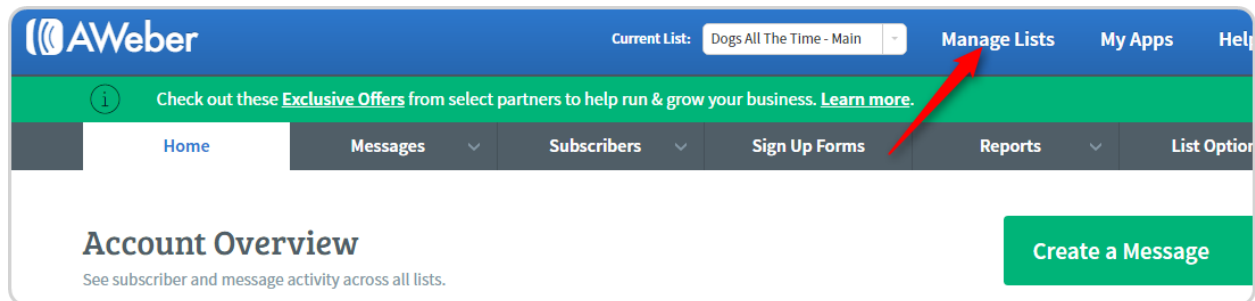 AWeber
Current List: Dogs All The Time - Main Manage Lists My Apps
Check out these Exclusive Offers from select partners to help run & grow your business. Learn more.
Home Messages Subscribers Sign Up Forms Reports List
Account Overview
Create a Message
See subscriber and message activity across all lists.